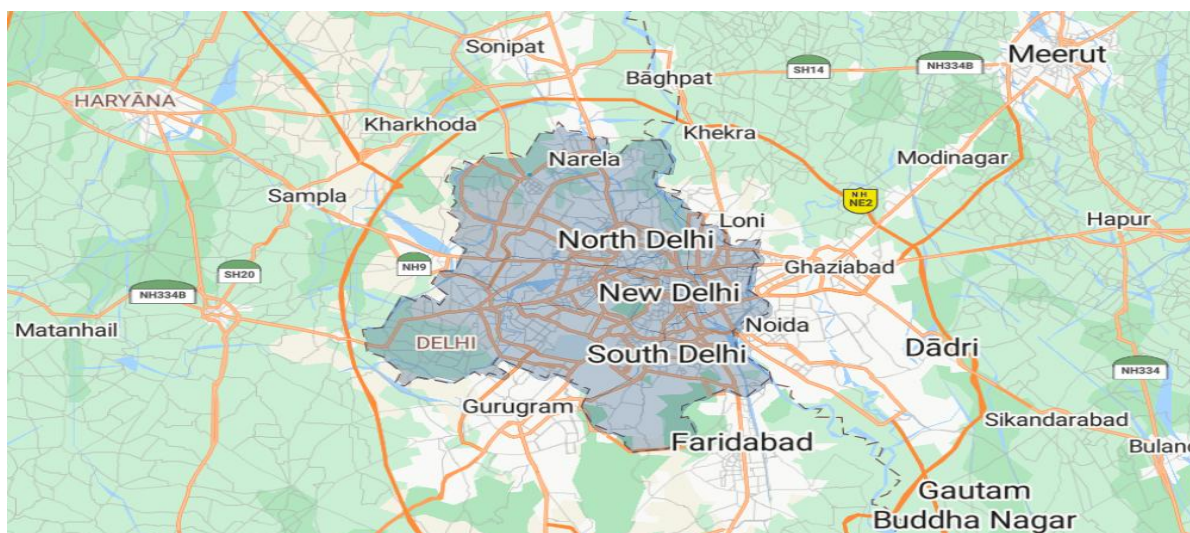 Sonipat
Meerut
Bāghpat
SH14
NH334B
HARYĀNA
Kharkhoda
Khekra
Narela
Modinagar
Sampla
NH
NE2
Loni
Hapur
North Delhi
NH9
Ghaziabad
SH20
NH334B
New Delhi
Matanhail
Noida
DELHI
South Delhi
Dādri
NH334
Gurugram
Sikandarabad
Faridabad
Buland
Gautam
Buddha Nagar